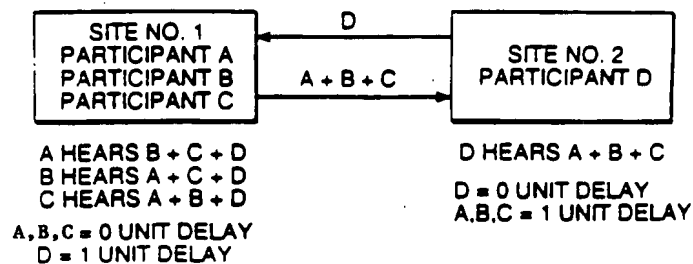 SITE NO. 1
PARTICIPANT A
PARTICIPANT B
PARTICIPANT C
D
A + B + C
SITE NO. 2
PARTICIPANT D
A HEARS B + C + D
B HEARS A + C + D
C HEARS A + B + D
A,B,C = 0 UNIT DELAY
D = 1 UNIT DELAY
D HEARS A + B + C
D = 0 UNIT DELAY
A,B,C = 1 UNIT DELAY